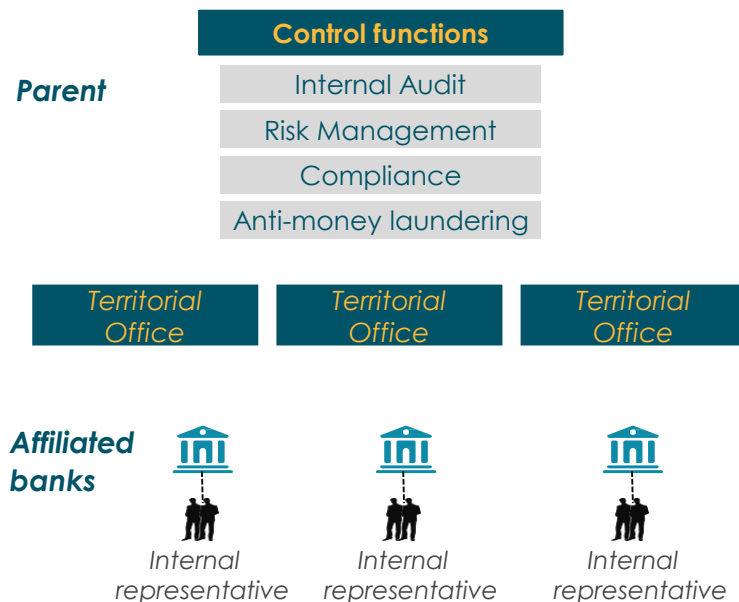 Control functions
Parent
Internal Audit
Risk Management
Compliance
Anti-money laundering
Territorial
Office
Territorial
Office
Territorial
Office
Affiliated
banks
Internal
representative
Internal
representative
Internal
representative